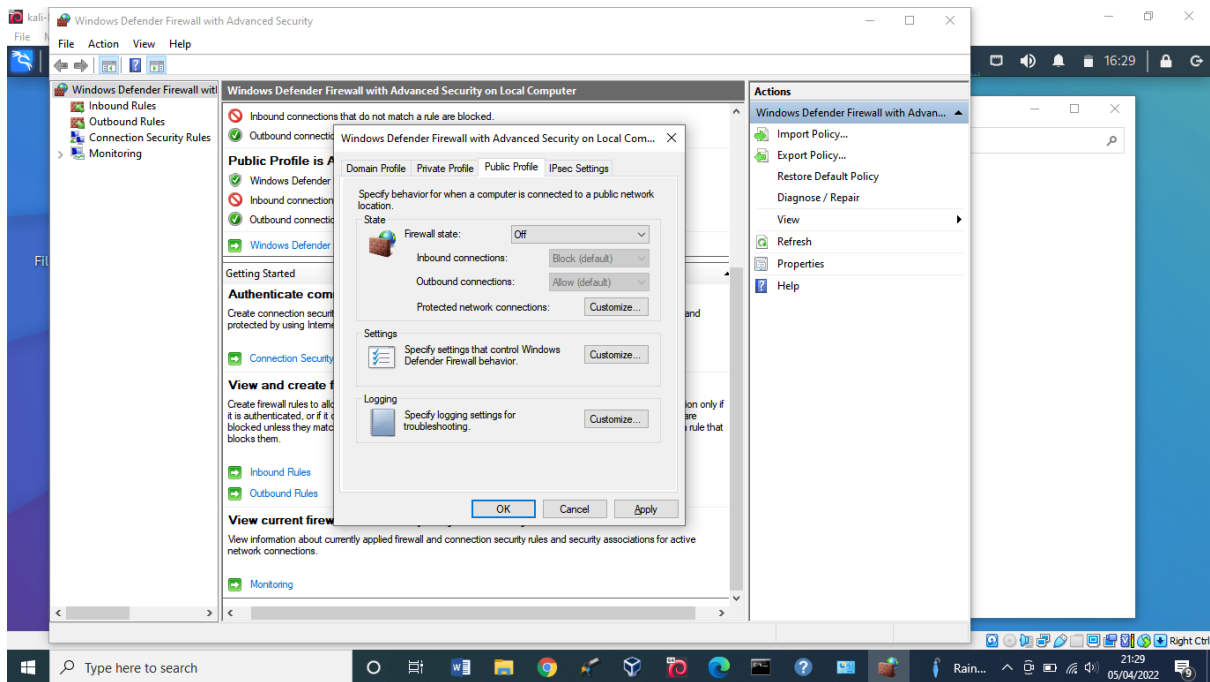 kali-
Windows Defender Firewall with Advanced Security
File
File Action View Help
16:29
Windows Defender Firewall with
Inbound Rules
Outbound Rules
Connection Security Rules
Monitoring
Windows Defender Firewall with Advanced Security on Local Computer
Inbound connections that do not match a rule are blocked.
Outbound connectio
Public Profile is A
Windows Defender
Inbound connection
Outbound connectio
Windows Defender
Getting Started
Authenticate com
Create connection securit
and
protected by using Interne
Connection Security
View and create f
Create firewall rules to allo
ion only if
it is authenticated, or if it c
are
blocked unless they matc
rule that
blocks them.
Inbound Rules
Outbound Rules
View current firew
View information about currently applied firewall and connection security rules and security associations for active
network connections.
Monitoring
Windows Defender Firewall with Advanced Security on Local Com...
Domain Profile Private Profile Public Profile IPsec Settings
Specify behavior for when a computer is connected to a public network
location.
State
Firewall state: Off
Inbound connections: Block (default)
Outbound connections: Allow (default)
Protected network connections: Customize...
Settings
Specify settings that control Windows
Defender Firewall behavior.
Customize...
Logging
Specify logging settings for
troubleshooting.
Customize...
OK Cancel Apply
Actions
Windows Defender Firewall with Advan...
Import Policy...
Export Policy...
Restore Default Policy
Diagnose / Repair
View
Refresh
Properties
Help
Fil
Right Ctrl
Type here to search
Rain...
21:29
05/04/2022
9